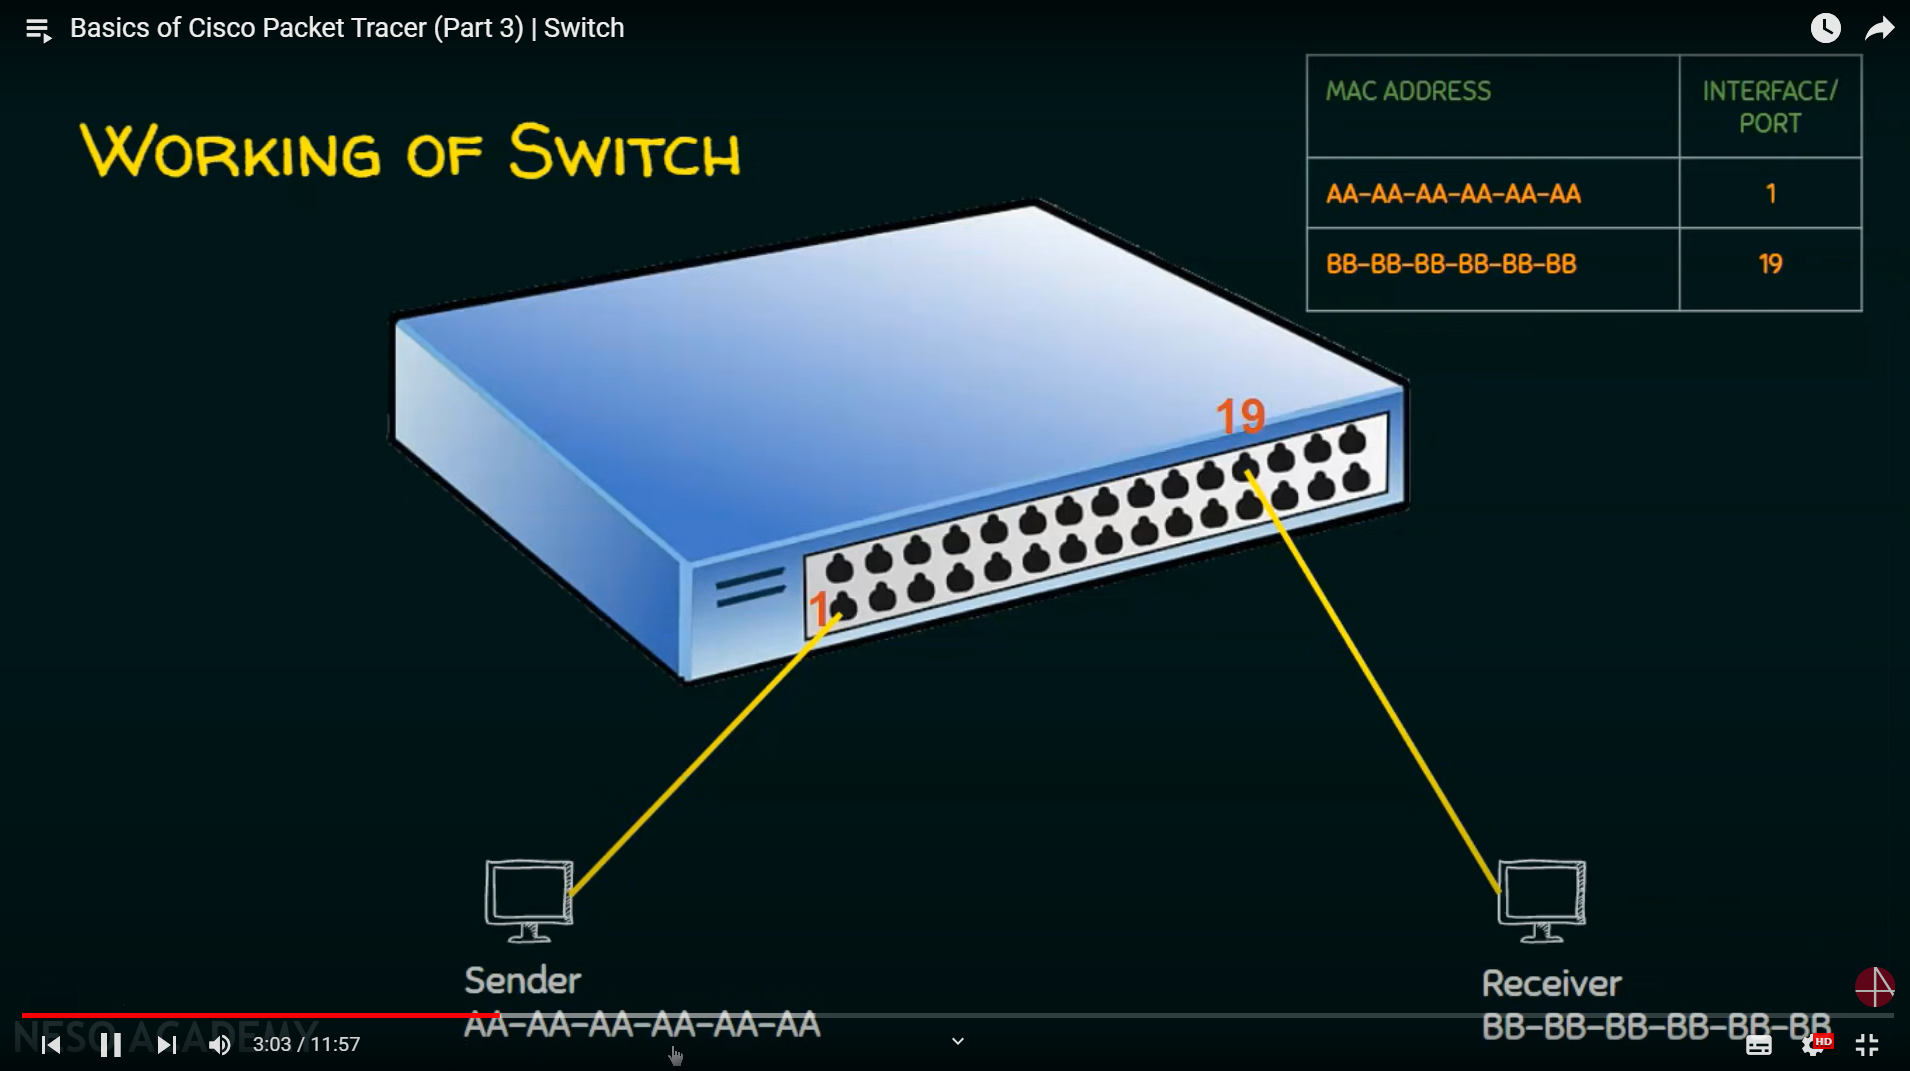 Basics of Cisco Packet Tracer (Part 3) | Switch
WORKING OF SWITCH
MAC ADDRESS
INTERFACE/
PORT
AA-AA-AA-AA-AA-AA
1
BB-BB-BB-BB-BB-BB
19
19
1
Sender
AA-AA-AA-AA-AA-AA
Receiver
BB-BB-BB-BB-BB-BB
NESO ACADEMY
3:03 / 11:57
HD